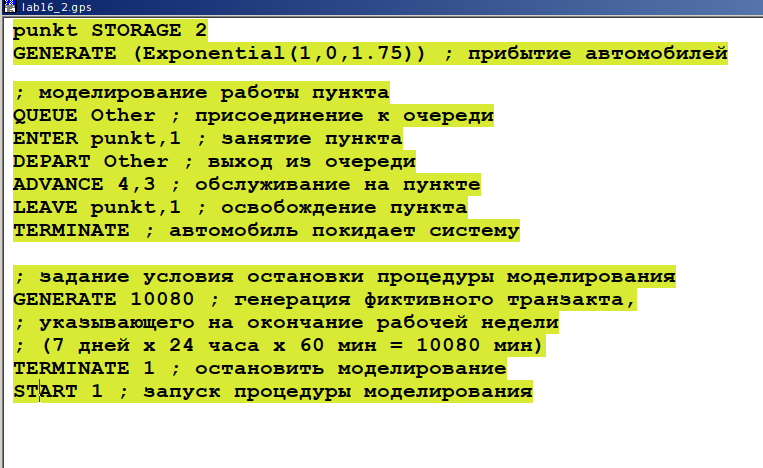 lab16_2.gps
punkt STORAGE 2
GENERATE (Exponential(1,0,1.75)) ; прибытие автомобилей
; моделирование работы пункта
QUEUE Other ; присоединение к очереди
ENTER punkt,1 ; занятие пункта
DEPART Other ; выход из очереди
ADVANCE 4,3 ; обслуживание на пункте
LEAVE punkt,1 ; освобождение пункта
TERMINATE ; автомобиль покидает систему
; задание условия остановки процедуры моделирования
GENERATE 10080 ; генерация фиктивного транзакта,
; указывающего на окончание рабочей недели
; (7 дней x 24 часа x 60 мин = 10080 мин)
TERMINATE 1 ; остановить моделирование
START 1 ; запуск процедуры моделирования